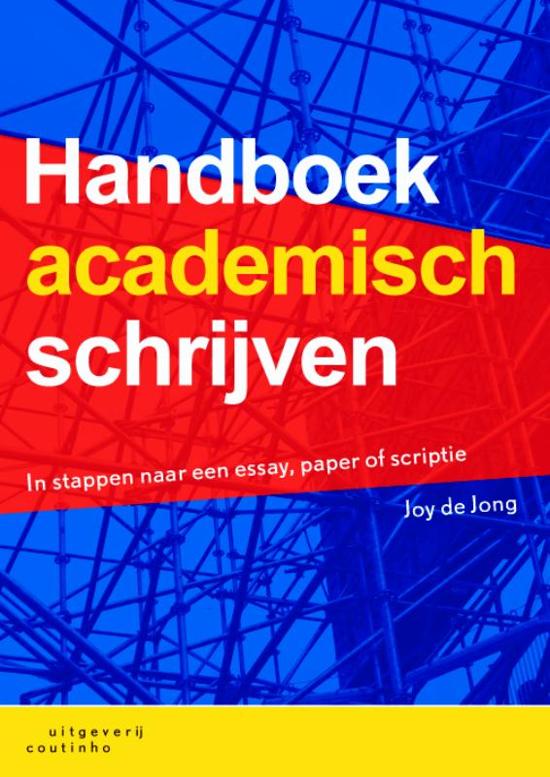 Handboek
academisch
schrijven
In stappen naar een essay, paper of scriptie
Joy de Jong
uitgeverij
coutinho